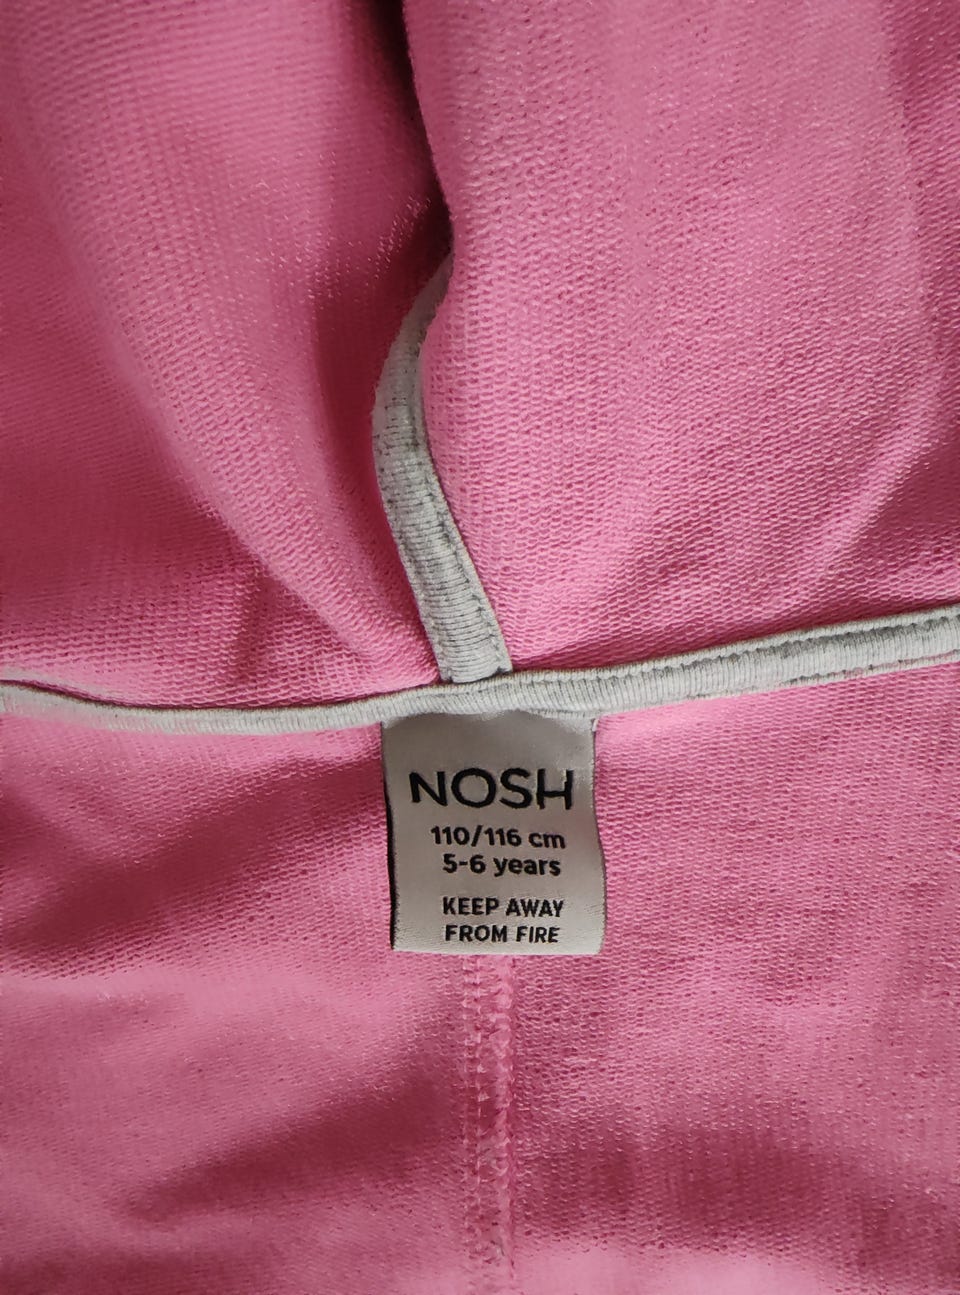 NOSH
110/116 cm
5-6 years
KEEP AWAY
FROM FIRE